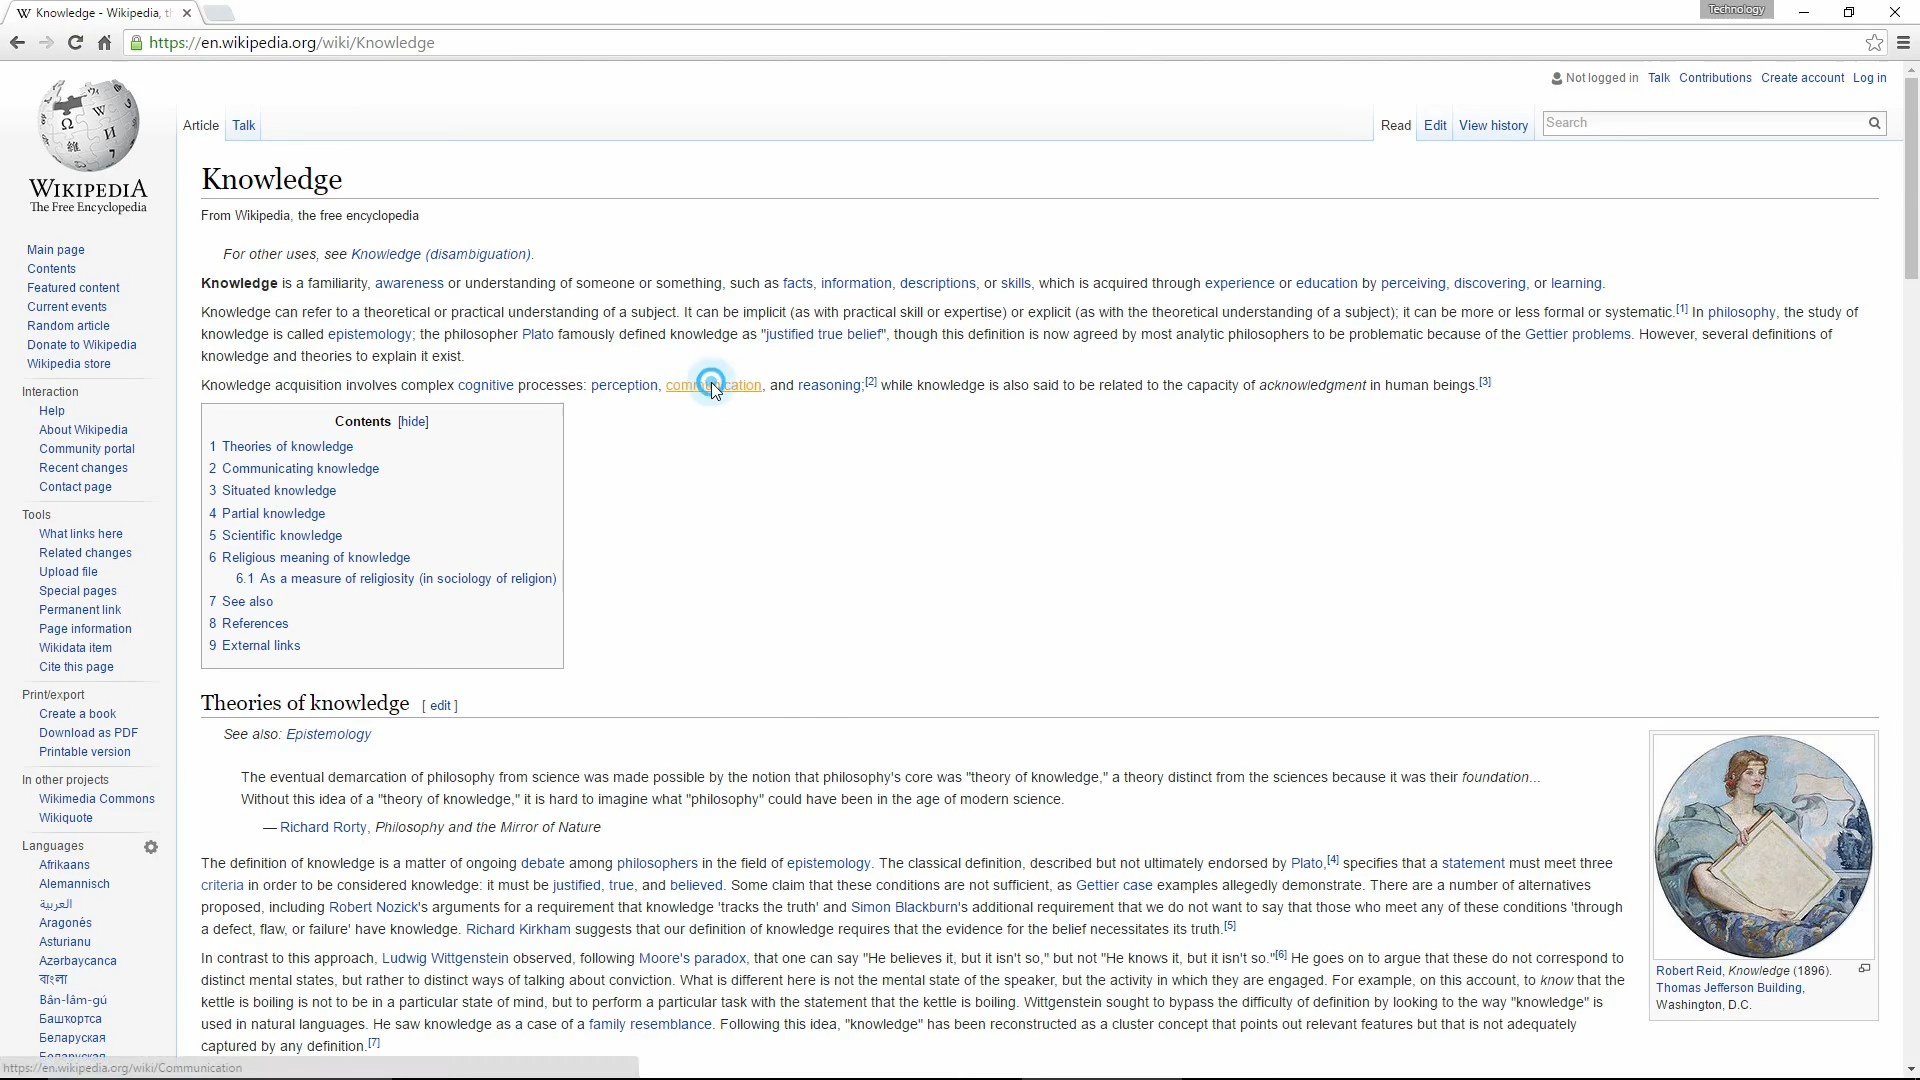 Knowledge - Wikipedia, t
Technology
https://en.wikipedia.org/wiki/Knowledge
Not logged in Talk Contributions Create account Log in
Article Talk
Read Edit View history Search
WIKIPEDIA
The Free Encyclopedia
Main page
Contents
Featured content
Current events
Random article
Donate to Wikipedia
Wikipedia store
Interaction
Help
About Wikipedia
Community portal
Recent changes
Contact page
Tools
What links here
Related changes
Upload file
Special pages
Permanent link
Page information
Wikidata item
Cite this page
Print/export
Create a book
Download as PDF
Printable version
In other projects
Wikimedia Commons
Wikiquote
Languages
Afrikaans
Alemannisch
العربية
Aragonés
Asturianu
Azərbaycanca
বাংলা
Bân-lâm-gú
Башҡортса
Беларуская
Knowledge
From Wikipedia, the free encyclopedia
For other uses, see Knowledge (disambiguation).
Knowledge is a familiarity, awareness or understanding of someone or something, such as facts, information, descriptions, or skills, which is acquired through experience or education by perceiving, discovering, or learning.
Knowledge can refer to a theoretical or practical understanding of a subject. It can be implicit (as with practical skill or expertise) or explicit (as with the theoretical understanding of a subject); it can be more or less formal or systematic.[1] In philosophy, the study of
knowledge is called epistemology; the philosopher Plato famously defined knowledge as "justified true belief", though this definition is now agreed by most analytic philosophers to be problematic because of the Gettier problems. However, several definitions of
knowledge and theories to explain it exist.
Knowledge acquisition involves complex cognitive processes: perception, communication, and reasoning;[2] while knowledge is also said to be related to the capacity of acknowledgment in human beings.[3]
Contents [hide]
1 Theories of knowledge
2 Communicating knowledge
3 Situated knowledge
4 Partial knowledge
5 Scientific knowledge
6 Religious meaning of knowledge
6.1 As a measure of religiosity (in sociology of religion)
7 See also
8 References
9 External links
Theories of knowledge [ edit ]
See also: Epistemology
The eventual demarcation of philosophy from science was made possible by the notion that philosophy's core was "theory of knowledge," a theory distinct from the sciences because it was their foundation...
Without this idea of a "theory of knowledge," it is hard to imagine what "philosophy" could have been in the age of modern science.
— Richard Rorty, Philosophy and the Mirror of Nature
The definition of knowledge is a matter of ongoing debate among philosophers in the field of epistemology. The classical definition, described but not ultimately endorsed by Plato,[4] specifies that a statement must meet three
criteria in order to be considered knowledge: it must be justified, true, and believed. Some claim that these conditions are not sufficient, as Gettier case examples allegedly demonstrate. There are a number of alternatives
proposed, including Robert Nozick's arguments for a requirement that knowledge 'tracks the truth' and Simon Blackburn's additional requirement that we do not want to say that those who meet any of these conditions 'through
a defect, flaw, or failure' have knowledge. Richard Kirkham suggests that our definition of knowledge requires that the evidence for the belief necessitates its truth.[5]
In contrast to this approach, Ludwig Wittgenstein observed, following Moore's paradox, that one can say "He believes it, but it isn't so," but not "He knows it, but it isn't so."[6] He goes on to argue that these do not correspond to
distinct mental states, but rather to distinct ways of talking about conviction. What is different here is not the mental state of the speaker, but the activity in which they are engaged. For example, on this account, to know that the
kettle is boiling is not to be in a particular state of mind, but to perform a particular task with the statement that the kettle is boiling. Wittgenstein sought to bypass the difficulty of definition by looking to the way "knowledge" is
used in natural languages. He saw knowledge as a case of a family resemblance. Following this idea, "knowledge" has been reconstructed as a cluster concept that points out relevant features but that is not adequately
captured by any definition.[7]
Robert Reid, Knowledge (1896).
Thomas Jefferson Building,
Washington, D.C.
https://en.wikipedia.org/wiki/Communication